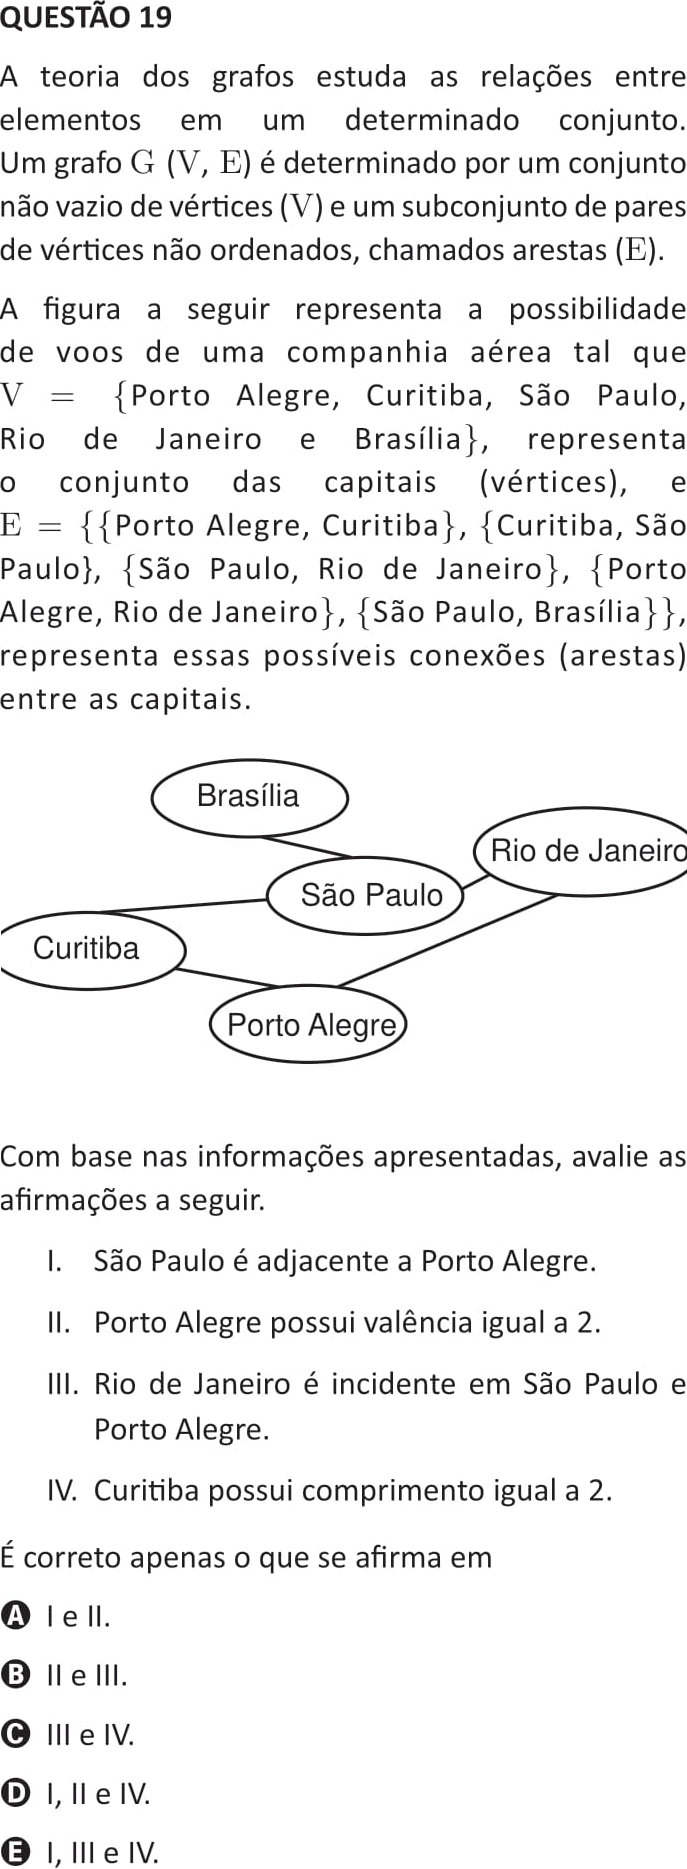 QUESTÃO 19
A teoria dos grafos estuda as relações entre
elementos em um determinado conjunto.
Um grafo G (V, E) é determinado por um conjunto
não vazio de vértices (V) e um subconjunto de pares
de vértices não ordenados, chamados arestas (E).
A figura a seguir representa a possibilidade
de voos de uma companhia aérea tal que
V = {Porto Alegre, Curitiba, São Paulo,
Rio de Janeiro e Brasília}, representa
o conjunto das capitais (vértices), e
E = {{Porto Alegre, Curitiba}, {Curitiba, São
Paulo}, {São Paulo, Rio de Janeiro}, {Porto
Alegre, Rio de Janeiro}, {São Paulo, Brasília}},
representa essas possíveis conexões (arestas)
entre as capitais.
Brasília
Rio de Janeiro
São Paulo
Curitiba
Porto Alegre
Com base nas informações apresentadas, avalie as
afirmações a seguir.
I. São Paulo é adjacente a Porto Alegre.
II. Porto Alegre possui valência igual a 2.
III. Rio de Janeiro é incidente em São Paulo e
Porto Alegre.
IV. Curitiba possui comprimento igual a 2.
É correto apenas o que se afirma em
A I e II.
B II e III.
C III e IV.
D I, II e IV.
E I, III e IV.